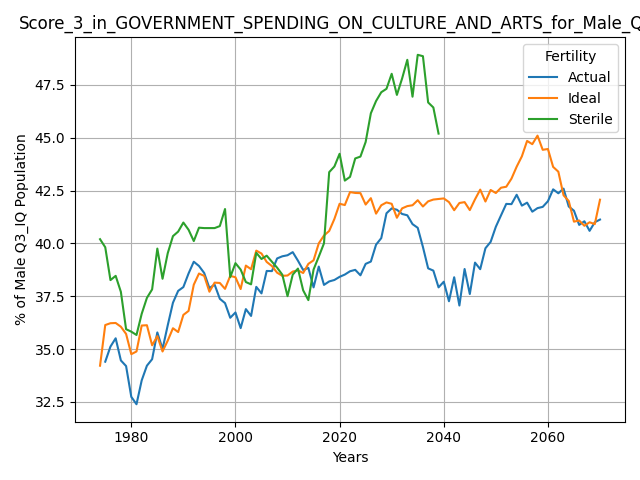 Score_3_in_GOVERNMENT_SPENDING_ON_CULTURE_AND_ARTS_for_Male_Q
Fertility
Actual
Ideal
Sterile
% of Male Q3_IQ Population
47.5
45.0
42.5
40.0
37.5
35.0
32.5
1980
2000
2020
2040
2060
Years